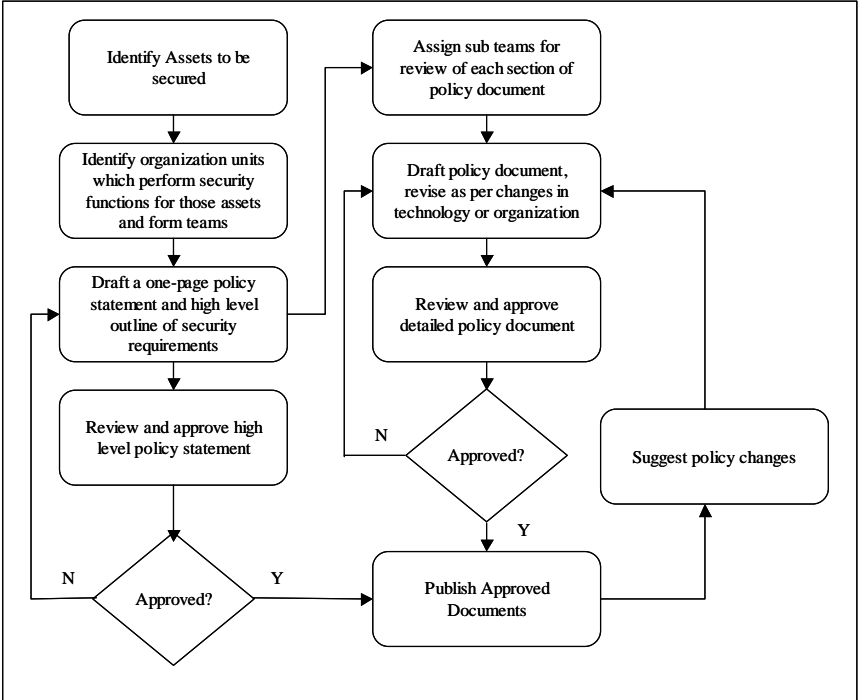 Identify Assets to be
secured
Identify organization units
which perform security
functions for those assets
and form teams
Draft a one-page policy
statement and high level
outline of security
requirements
Review and approve high
level policy statement
Approved?
N
Y
Assign sub teams for
review of each section of
policy document
Draft policy document,
revise as per changes in
technology or organization
Review and approve
detailed policy document
Approved?
N
Y
Publish Approved
Documents
Suggest policy changes